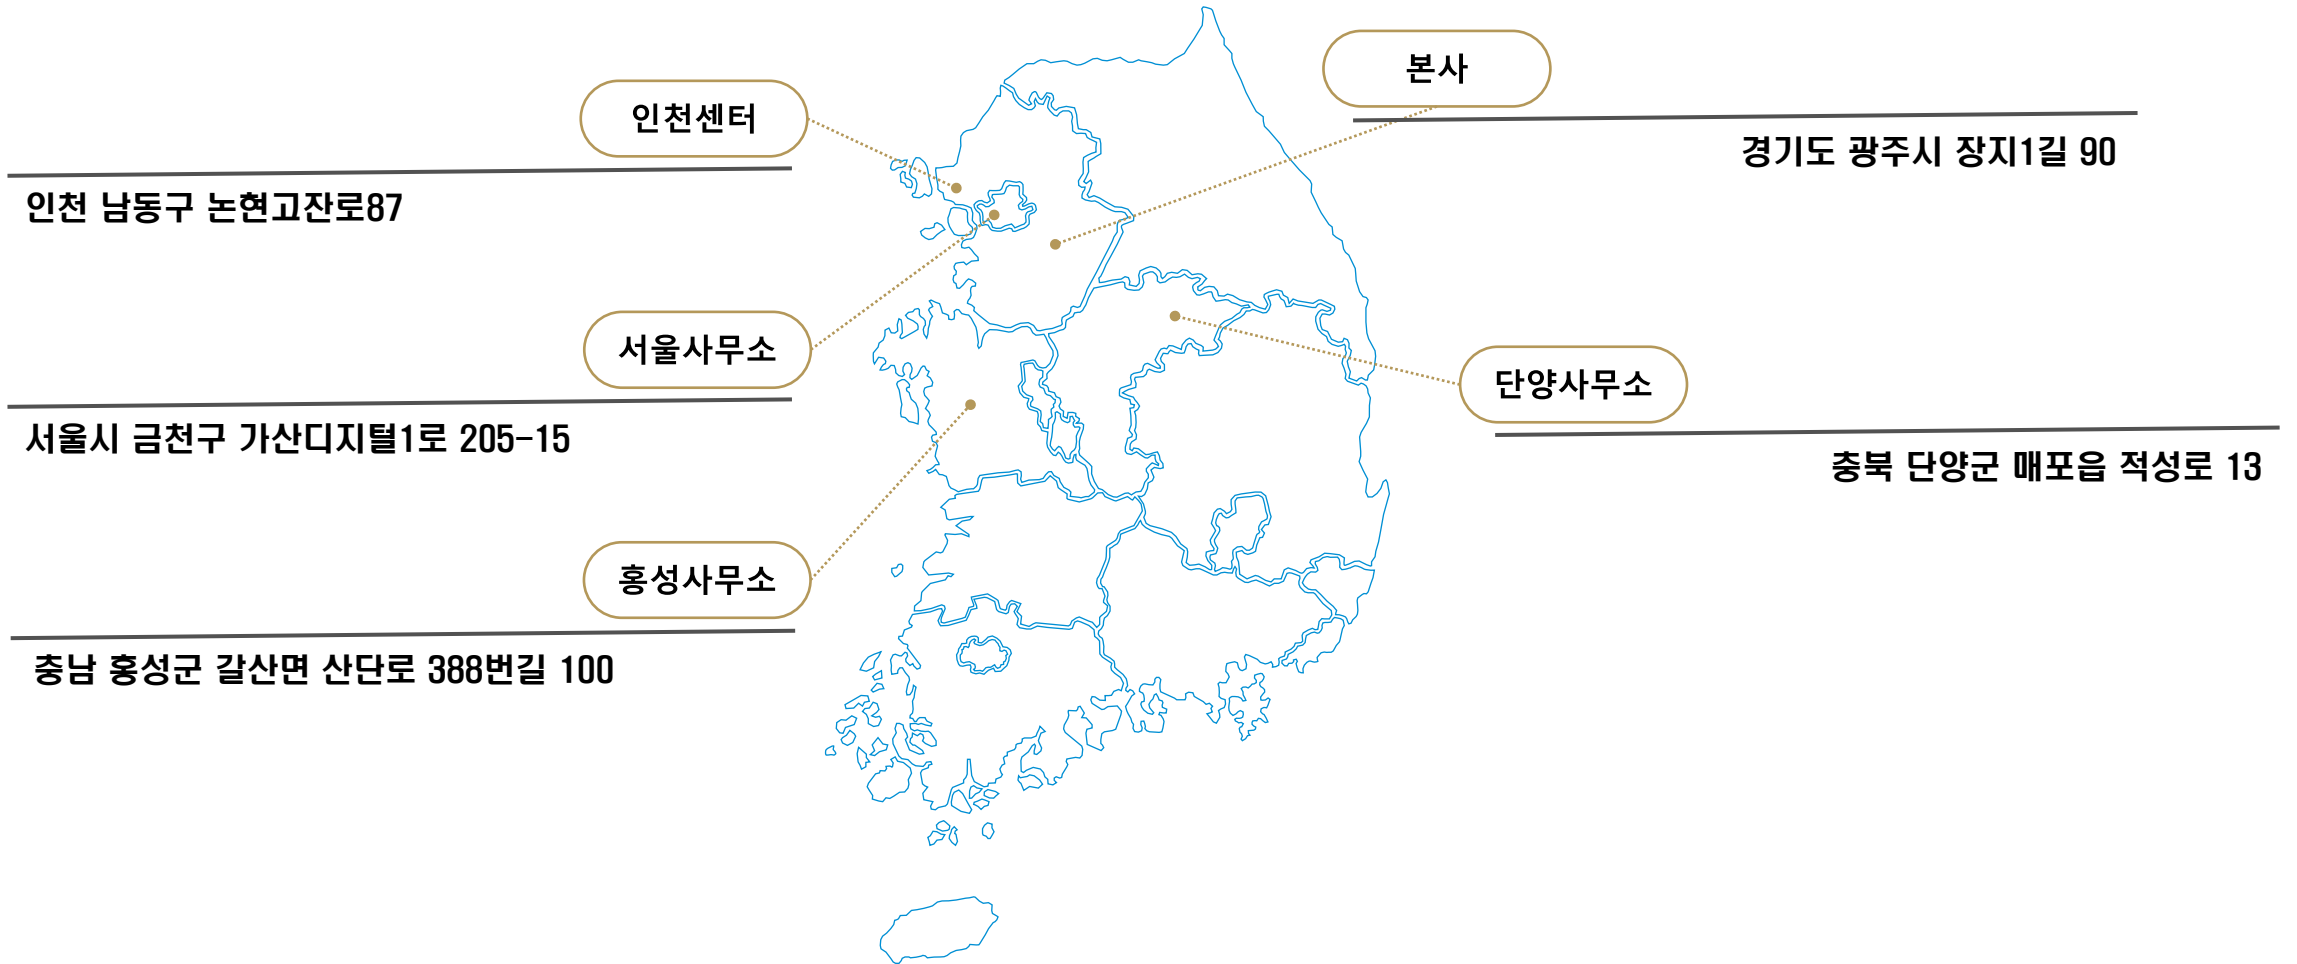 인천센터
인천 남동구 논현고잔로87
서울사무소
서울시 금천구 가산디지털1로 205-15
홍성사무소
충남 홍성군 갈산면 산단로 388번길 100
본사
경기도 광주시 장지1길 90
단양사무소
충북 단양군 매포읍 적성로 13